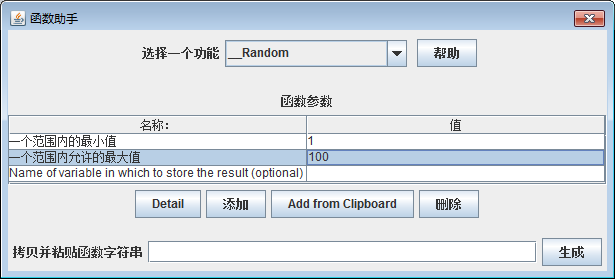 函数助手
选择一个功能 __Random 帮助
函数参数
名称: 值
一个范围内的最小值 1
一个范围内允许的最大值 100
Name of variable in which to store the result (optional)
Detail 添加 Add from Clipboard 删除
拷贝并粘贴函数字符串 生成